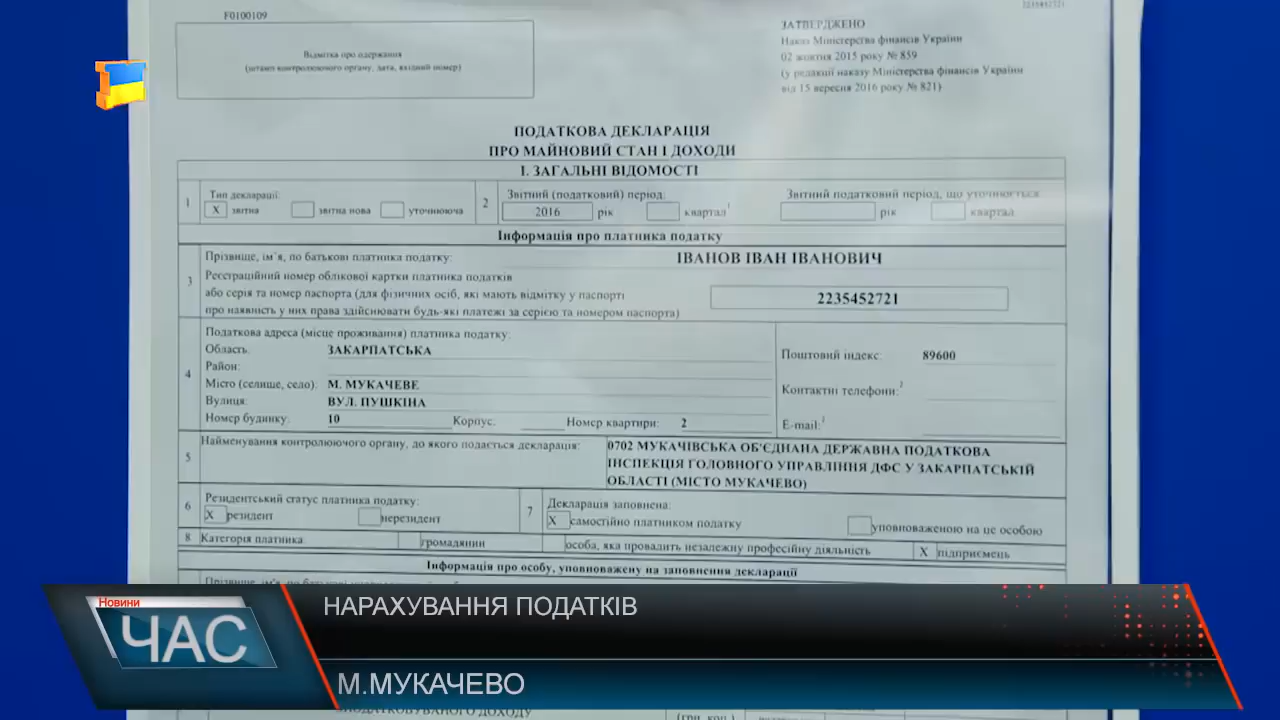 2235452721
F0100109
Відмітка про одержання
(штамп контролюючого органу, дата, вхідний номер)
ЗАТВЕРДЖЕНО
Наказ Міністерства фінансів України
02 жовтня 2015 року № 859
(у редакції наказу Міністерства фінансів України
від 15 вересня 2016 року № 821)
ПОДАТКОВА ДЕКЛАРАЦІЯ
ПРО МАЙНОВИЙ СТАН І ДОХОДИ
І. ЗАГАЛЬНІ ВІДОМОСТІ
1 Тип декларації: X звітна звітна нова уточнююча
2 Звітний (податковий) період: 2016 рік квартал1
Звітний податковий період, що уточнюється: рік квартал
Інформація про платника податку
3 Прізвище, ім'я, по батькові платника податку: ІВАНОВ ІВАН ІВАНОВИЧ
Реєстраційний номер облікової картки платника податків
або серія та номер паспорта (для фізичних осіб, які мають відмітку у паспорті 2235452721
про наявність у них права здійснювати будь-які платежі за серією та номером паспорта)
4 Податкова адреса (місце проживання) платника податку:
Область: ЗАКАРПАТСЬКА
Район:
Місто (селище, село): М. МУКАЧЕВЕ
Вулиця: ВУЛ. ПУШКІНА
Номер будинку: 10 Корпус: Номер квартири: 2
Поштовий індекс: 89600
Контактні телефони:2
E-mail:2
5 Найменування контролюючого органу, до якого подається декларація:
0702 МУКАЧІВСЬКА ОБ'ЄДНАНА ДЕРЖАВНА ПОДАТКОВА
ІНСПЕКЦІЯ ГОЛОВНОГО УПРАВЛІННЯ ДФС У ЗАКАРПАТСЬКІЙ
ОБЛАСТІ (МІСТО МУКАЧЕВО)
6 Резидентський статус платника податку:
X резидент нерезидент
7 Декларація заповнена:
X самостійно платником податку уповноваженою на це особою
8 Категорія платника громадянин особа, яка провадить незалежну професійну діяльність X підприємець
Інформація про особу, уповноважену на заповнення декларації
Новини
ЧАС
НАРАХУВАННЯ ПОДАТКІВ
М.МУКАЧЕВО
ДОХОДУ
(грн, коп.)